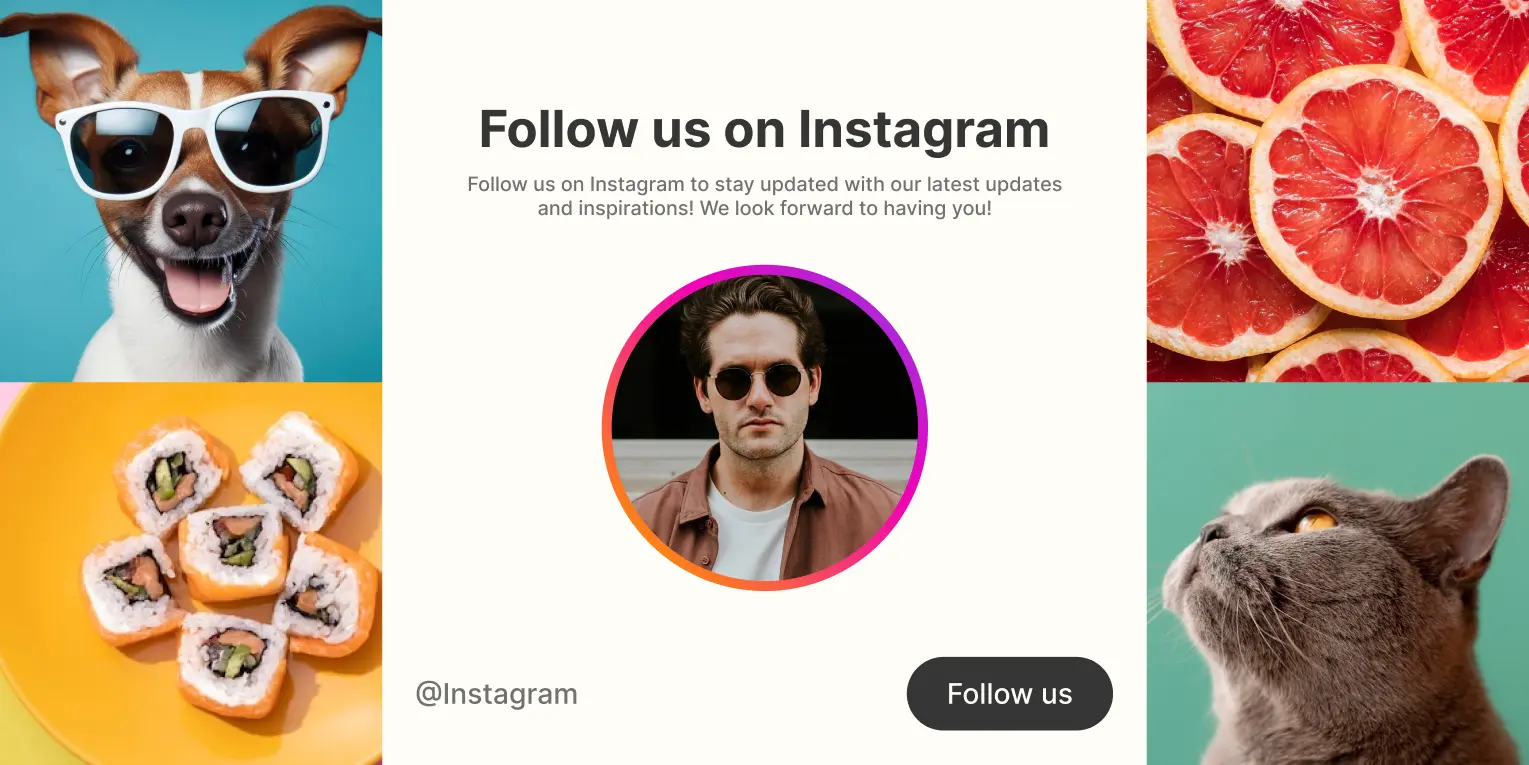 Follow us on Instagram
Follow us on Instagram to stay updated with our latest updates
and inspirations! We look forward to having you!
@Instagram
Follow us